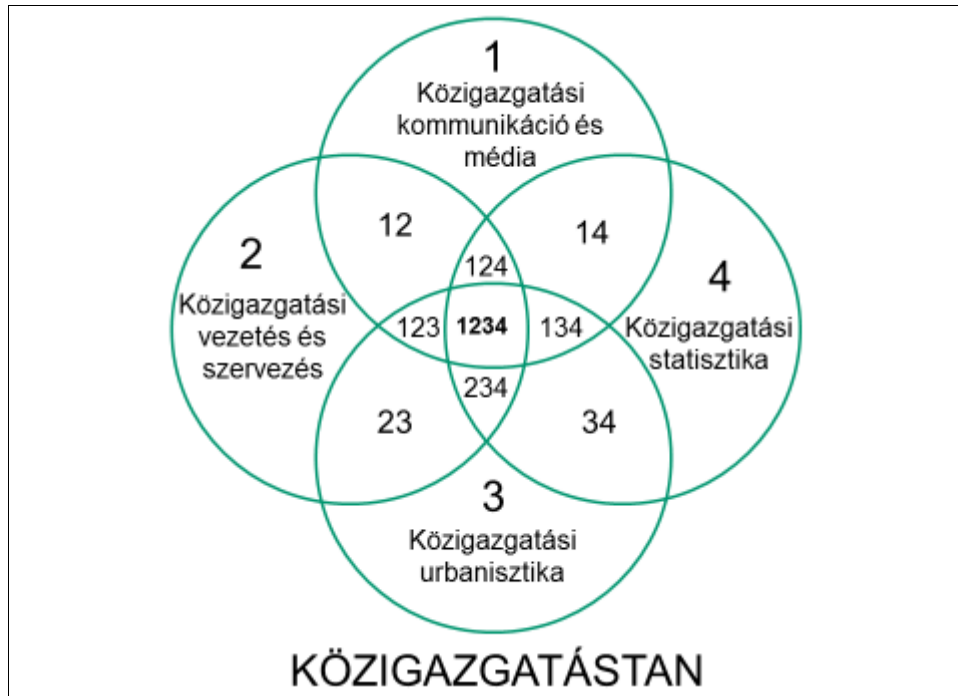 1
Közigazgatási
kommunikáció és
média
12
14
2
Közigazgatási
vezetés és
szervezés
124
4
Közigazgatási
statisztika
123
1234
134
234
23
34
3
Közigazgatási
urbanisztika
KÖZIGAZGATÁSTAN